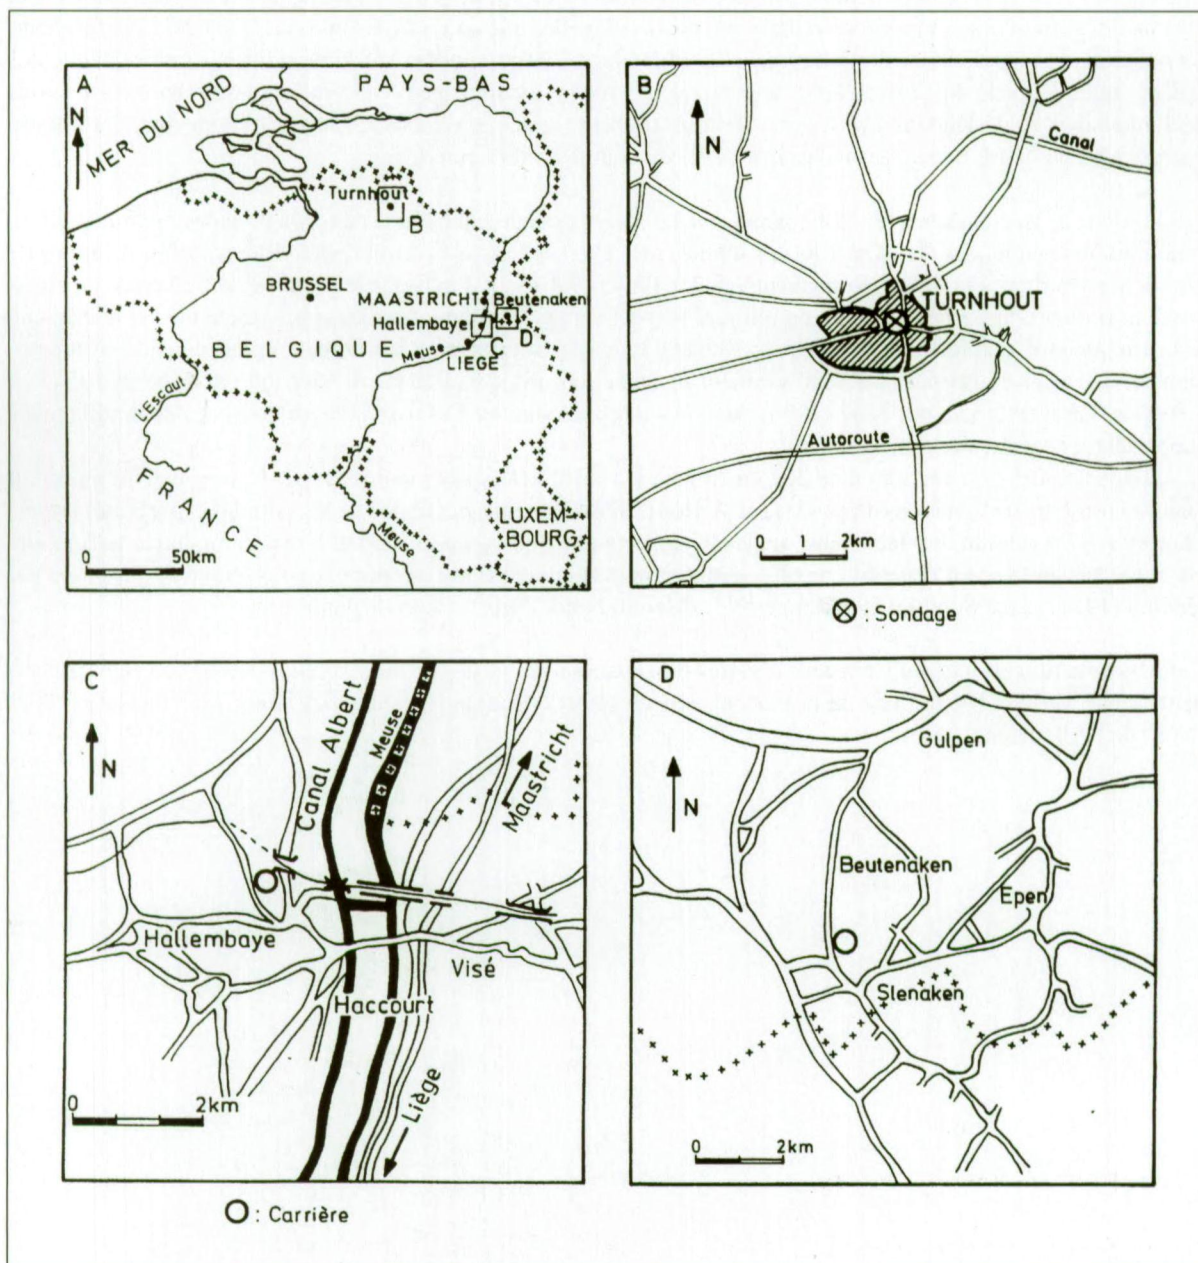 A
PAYS-BAS
N
MER DU NORD
Turnhout
B
BRUSSEL
MAASTRICHT
Beutenaken
Hallembaye
C
D
BELGIQUE
Meuse
LIEGE
l'Escaut
FRANCE
Meuse
LUXEM-
BOURG
0 50km
B
N
Canal
TURNHOUT
Autoroute
0 1 2km
: Sondage
C
N
Canal Albert
Meuse
Maastricht
Hallembaye
Visé
Haccourt
0 2km
Liège
: Carrière
D
Gulpen
N
Beutenaken
Epen
Slenaken
0 2km